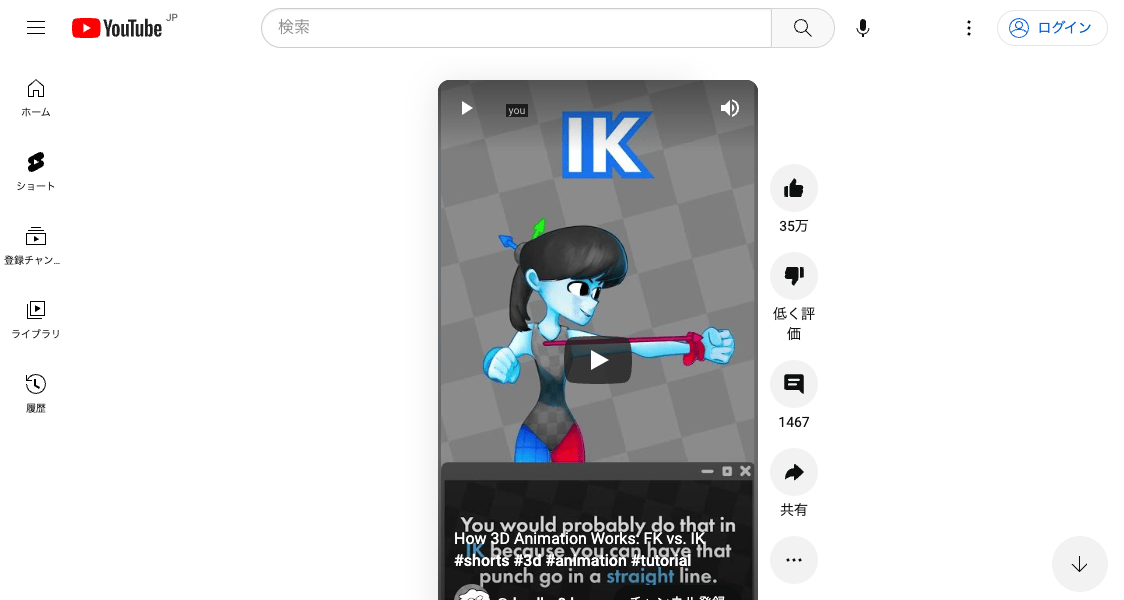 YouTube JP
検索
ログイン
ホーム
ショート
登録チャン...
ライブラリ
履歴
you
IK
35万
低く評
価
1467
共有
You would probably do that in
IK because you can have that
punch go in a straight line.
How 3D Animation Works: FK vs. IK
#shorts #3d #animation #tutorial
チャンネル登録